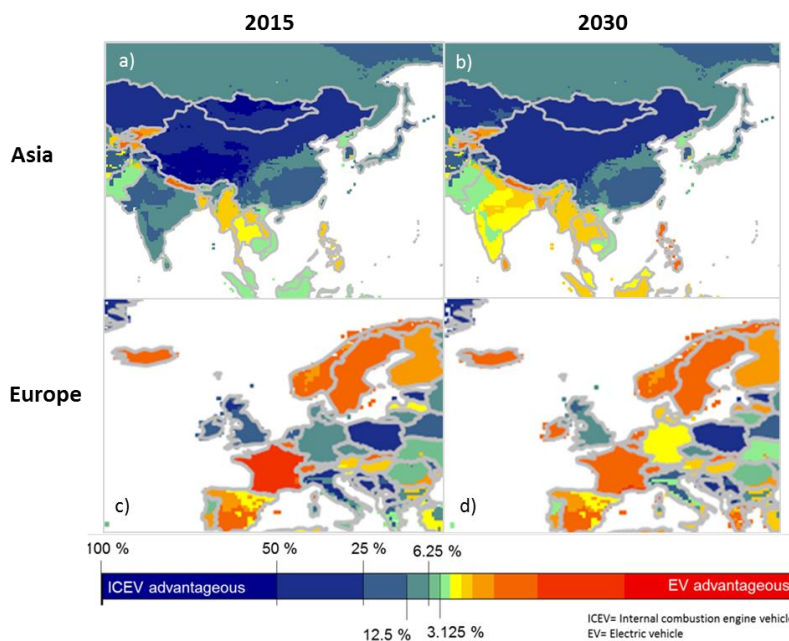 2015
2030
a)
b)
Asia
Europe
c)
d)
100 %
50 %
25 %
6.25 %
ICEV advantageous
EV advantageous
12.5 %
3.125 %
ICEV= Internal combustion engine vehicle
EV= Electric vehicle